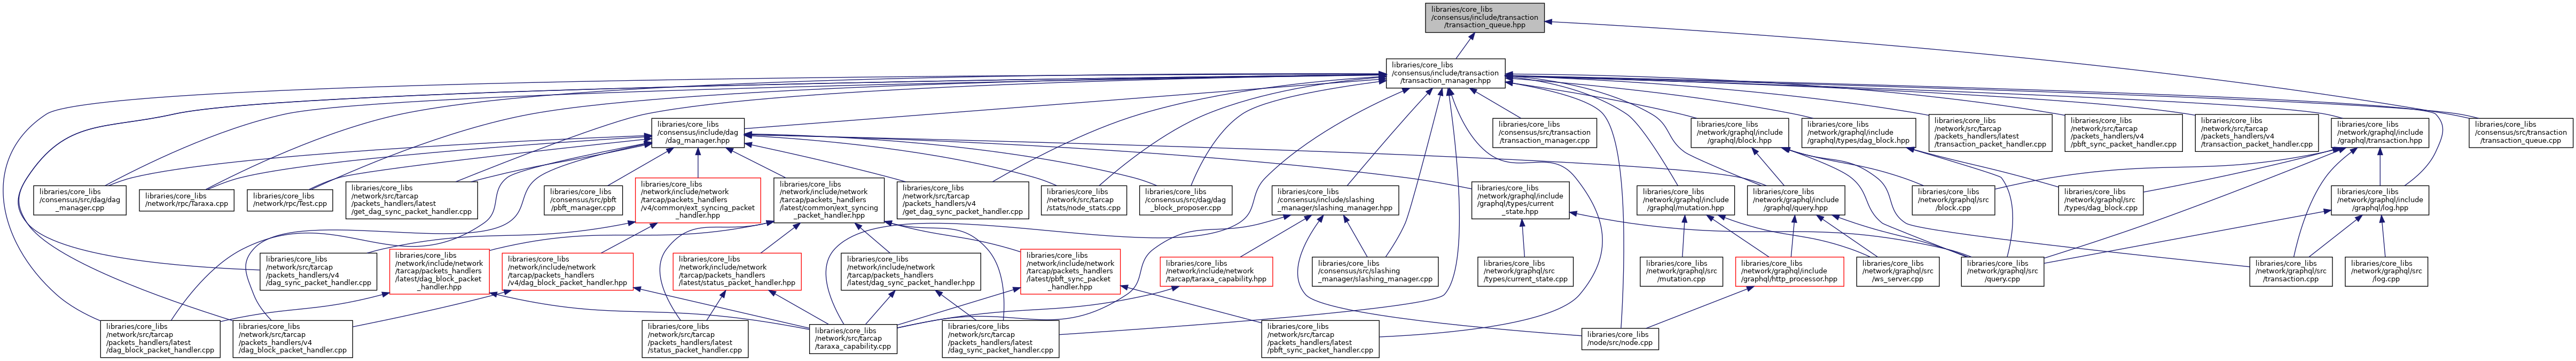 libraries/core_libs
/consensus/include/transaction
/transaction_queue.hpp
libraries/core_libs
/consensus/include/transaction
/transaction_manager.hpp
libraries/core_libs
/consensus/include/dag
/dag_manager.hpp
libraries/core_libs
/consensus/src/transaction
/transaction_manager.cpp
libraries/core_libs
/network/graphql/include
/graphql/block.hpp
libraries/core_libs
/network/graphql/include
/graphql/types/dag_block.hpp
libraries/core_libs
/network/src/tarcap
/packets_handlers/latest
/transaction_packet_handler.cpp
libraries/core_libs
/network/src/tarcap
/packets_handlers/v4
/pbft_sync_packet_handler.cpp
libraries/core_libs
/network/src/tarcap
/packets_handlers/v4
/transaction_packet_handler.cpp
libraries/core_libs
/network/graphql/include
/graphql/transaction.hpp
libraries/core_libs
/consensus/src/transaction
/transaction_queue.cpp
libraries/core_libs
/consensus/src/dag/dag
_manager.cpp
libraries/core_libs
/network/rpc/Taraxa.cpp
libraries/core_libs
/network/rpc/Test.cpp
libraries/core_libs
/network/src/tarcap
/packets_handlers/latest
/get_dag_sync_packet_handler.cpp
libraries/core_libs
/consensus/src/pbft
/pbft_manager.cpp
libraries/core_libs
/network/include/network
/tarcap/packets_handlers
/v4/common/ext_syncing_packet
_handler.hpp
libraries/core_libs
/network/include/network
/tarcap/packets_handlers
/latest/common/ext_syncing
_packet_handler.hpp
libraries/core_libs
/network/src/tarcap
/packets_handlers/v4
/get_dag_sync_packet_handler.cpp
libraries/core_libs
/network/src/tarcap
/stats/node_stats.cpp
libraries/core_libs
/consensus/src/dag/dag
_block_proposer.cpp
libraries/core_libs
/consensus/include/slashing
_manager/slashing_manager.hpp
libraries/core_libs
/network/graphql/include
/graphql/types/current
_state.hpp
libraries/core_libs
/network/graphql/include
/graphql/mutation.hpp
libraries/core_libs
/network/graphql/include
/graphql/query.hpp
libraries/core_libs
/network/graphql/src
/block.cpp
libraries/core_libs
/network/graphql/src
/types/dag_block.cpp
libraries/core_libs
/network/graphql/include
/graphql/log.hpp
libraries/core_libs
/network/src/tarcap
/packets_handlers/v4
/dag_sync_packet_handler.cpp
libraries/core_libs
/network/include/network
/tarcap/packets_handlers
/latest/dag_block_packet
_handler.hpp
libraries/core_libs
/network/include/network
/tarcap/packets_handlers
/v4/dag_block_packet_handler.hpp
libraries/core_libs
/network/include/network
/tarcap/packets_handlers
/latest/status_packet_handler.hpp
libraries/core_libs
/network/include/network
/tarcap/packets_handlers
/latest/dag_sync_packet_handler.hpp
libraries/core_libs
/network/include/network
/tarcap/packets_handlers
/latest/pbft_sync_packet
_handler.hpp
libraries/core_libs
/network/include/network
/tarcap/taraxa_capability.hpp
libraries/core_libs
/consensus/src/slashing
_manager/slashing_manager.cpp
libraries/core_libs
/network/graphql/src
/types/current_state.cpp
libraries/core_libs
/network/graphql/src
/mutation.cpp
libraries/core_libs
/network/graphql/include
/graphql/http_processor.hpp
libraries/core_libs
/network/graphql/src
/ws_server.cpp
libraries/core_libs
/network/graphql/src
/query.cpp
libraries/core_libs
/network/graphql/src
/transaction.cpp
libraries/core_libs
/network/graphql/src
/log.cpp
libraries/core_libs
/network/src/tarcap
/packets_handlers/latest
/dag_block_packet_handler.cpp
libraries/core_libs
/network/src/tarcap
/packets_handlers/v4
/dag_block_packet_handler.cpp
libraries/core_libs
/network/src/tarcap
/packets_handlers/latest
/status_packet_handler.cpp
libraries/core_libs
/network/src/tarcap
/taraxa_capability.cpp
libraries/core_libs
/network/src/tarcap
/packets_handlers/latest
/dag_sync_packet_handler.cpp
libraries/core_libs
/network/src/tarcap
/packets_handlers/latest
/pbft_sync_packet_handler.cpp
libraries/core_libs
/node/src/node.cpp